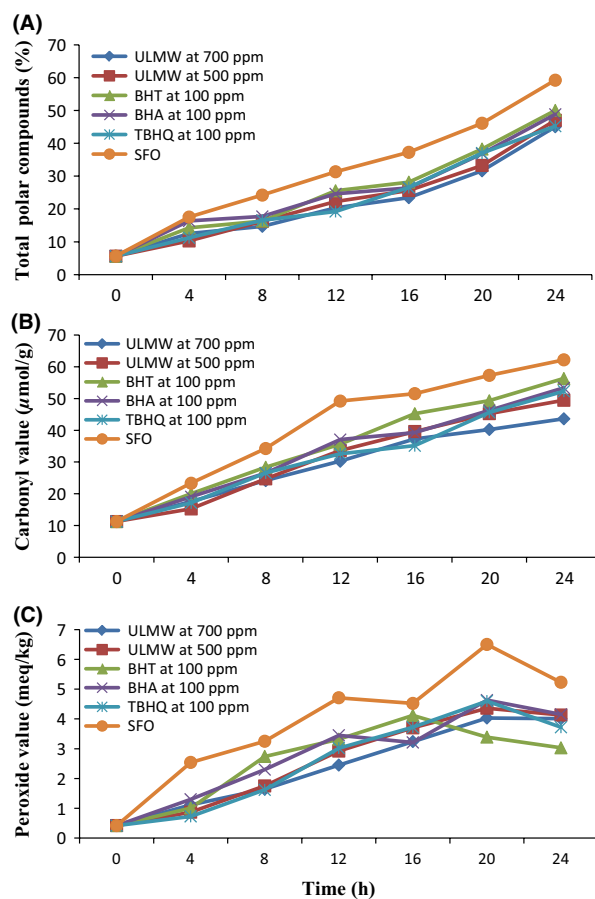 (A)
Total polar compounds (%)
70
60
50
40
30
20
10
0
ULMW at 700 ppm
ULMW at 500 ppm
BHT at 100 ppm
BHA at 100 ppm
TBHQ at 100 ppm
SFO
0 4 8 12 16 20 24
(B)
Carbonyl value (μmol/g)
70
60
50
40
30
20
10
0
ULMW at 700 ppm
ULMW at 500 ppm
BHT at 100 ppm
BHA at 100 ppm
TBHQ at 100 ppm
SFO
0 4 8 12 16 20 24
(C)
Peroxide value (meq/kg)
7
6
5
4
3
2
1
0
ULMW at 700 ppm
ULMW at 500 ppm
BHT at 100 ppm
BHA at 100 ppm
TBHQ at 100 ppm
SFO
0 4 8 12 16 20 24
Time (h)